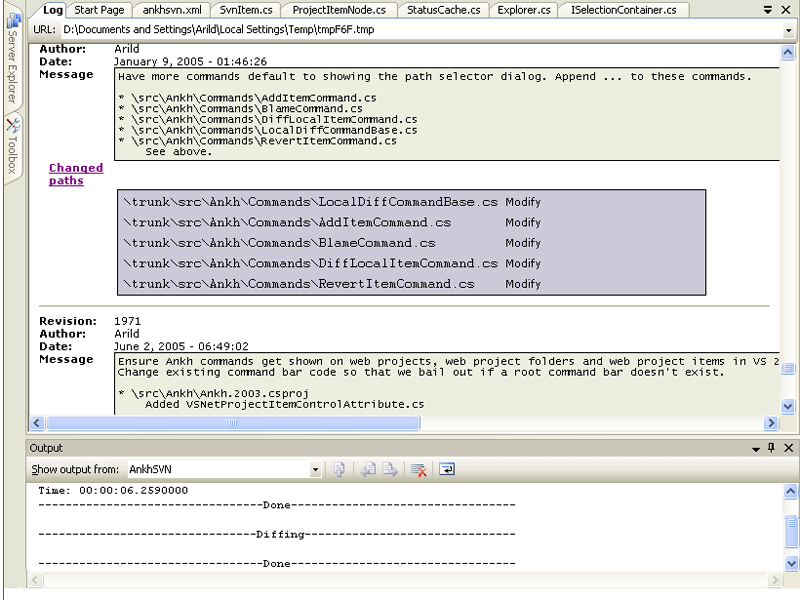 Log Start Page ankhsvn.xml SvnItem.cs ProjectItemNode.cs StatusCache.cs Explorer.cs ISelectionContainer.cs
URL: D:\Documents and Settings\Arild\Local Settings\Temp\tmpF6F.tmp
Server Explorer
Toolbox
Author: Arild
Date: January 9, 2005 - 01:46:26
Message
Have more commands default to showing the path selector dialog. Append ... to these commands.
* \src\Ankh\Commands\AddItemCommand.cs
* \src\Ankh\Commands\BlameCommand.cs
* \src\Ankh\Commands\DiffLocalItemCommand.cs
* \src\Ankh\Commands\LocalDiffCommandBase.cs
* \src\Ankh\Commands\RevertItemCommand.cs
See above.
Changed
paths
\trunk\src\Ankh\Commands\LocalDiffCommandBase.cs Modify
\trunk\src\Ankh\Commands\AddItemCommand.cs Modify
\trunk\src\Ankh\Commands\BlameCommand.cs Modify
\trunk\src\Ankh\Commands\DiffLocalItemCommand.cs Modify
\trunk\src\Ankh\Commands\RevertItemCommand.cs Modify
Revision: 1971
Author: Arild
Date: June 2, 2005 - 06:49:02
Message
Ensure Ankh commands get shown on web projects, web project folders and web project items in VS 2
Change existing command bar code so that we bail out if a root command bar doesn't exist.
* \src\Ankh\Ankh.2003.csproj
Added VSNetProjectItemControlAttribute.cs
Output
Show output from: AnkhSVN
Time: 00:00:06.2590000
---------------------------------Done---------------------------------
--------------------------------Diffing-------------------------------
---------------------------------Done---------------------------------